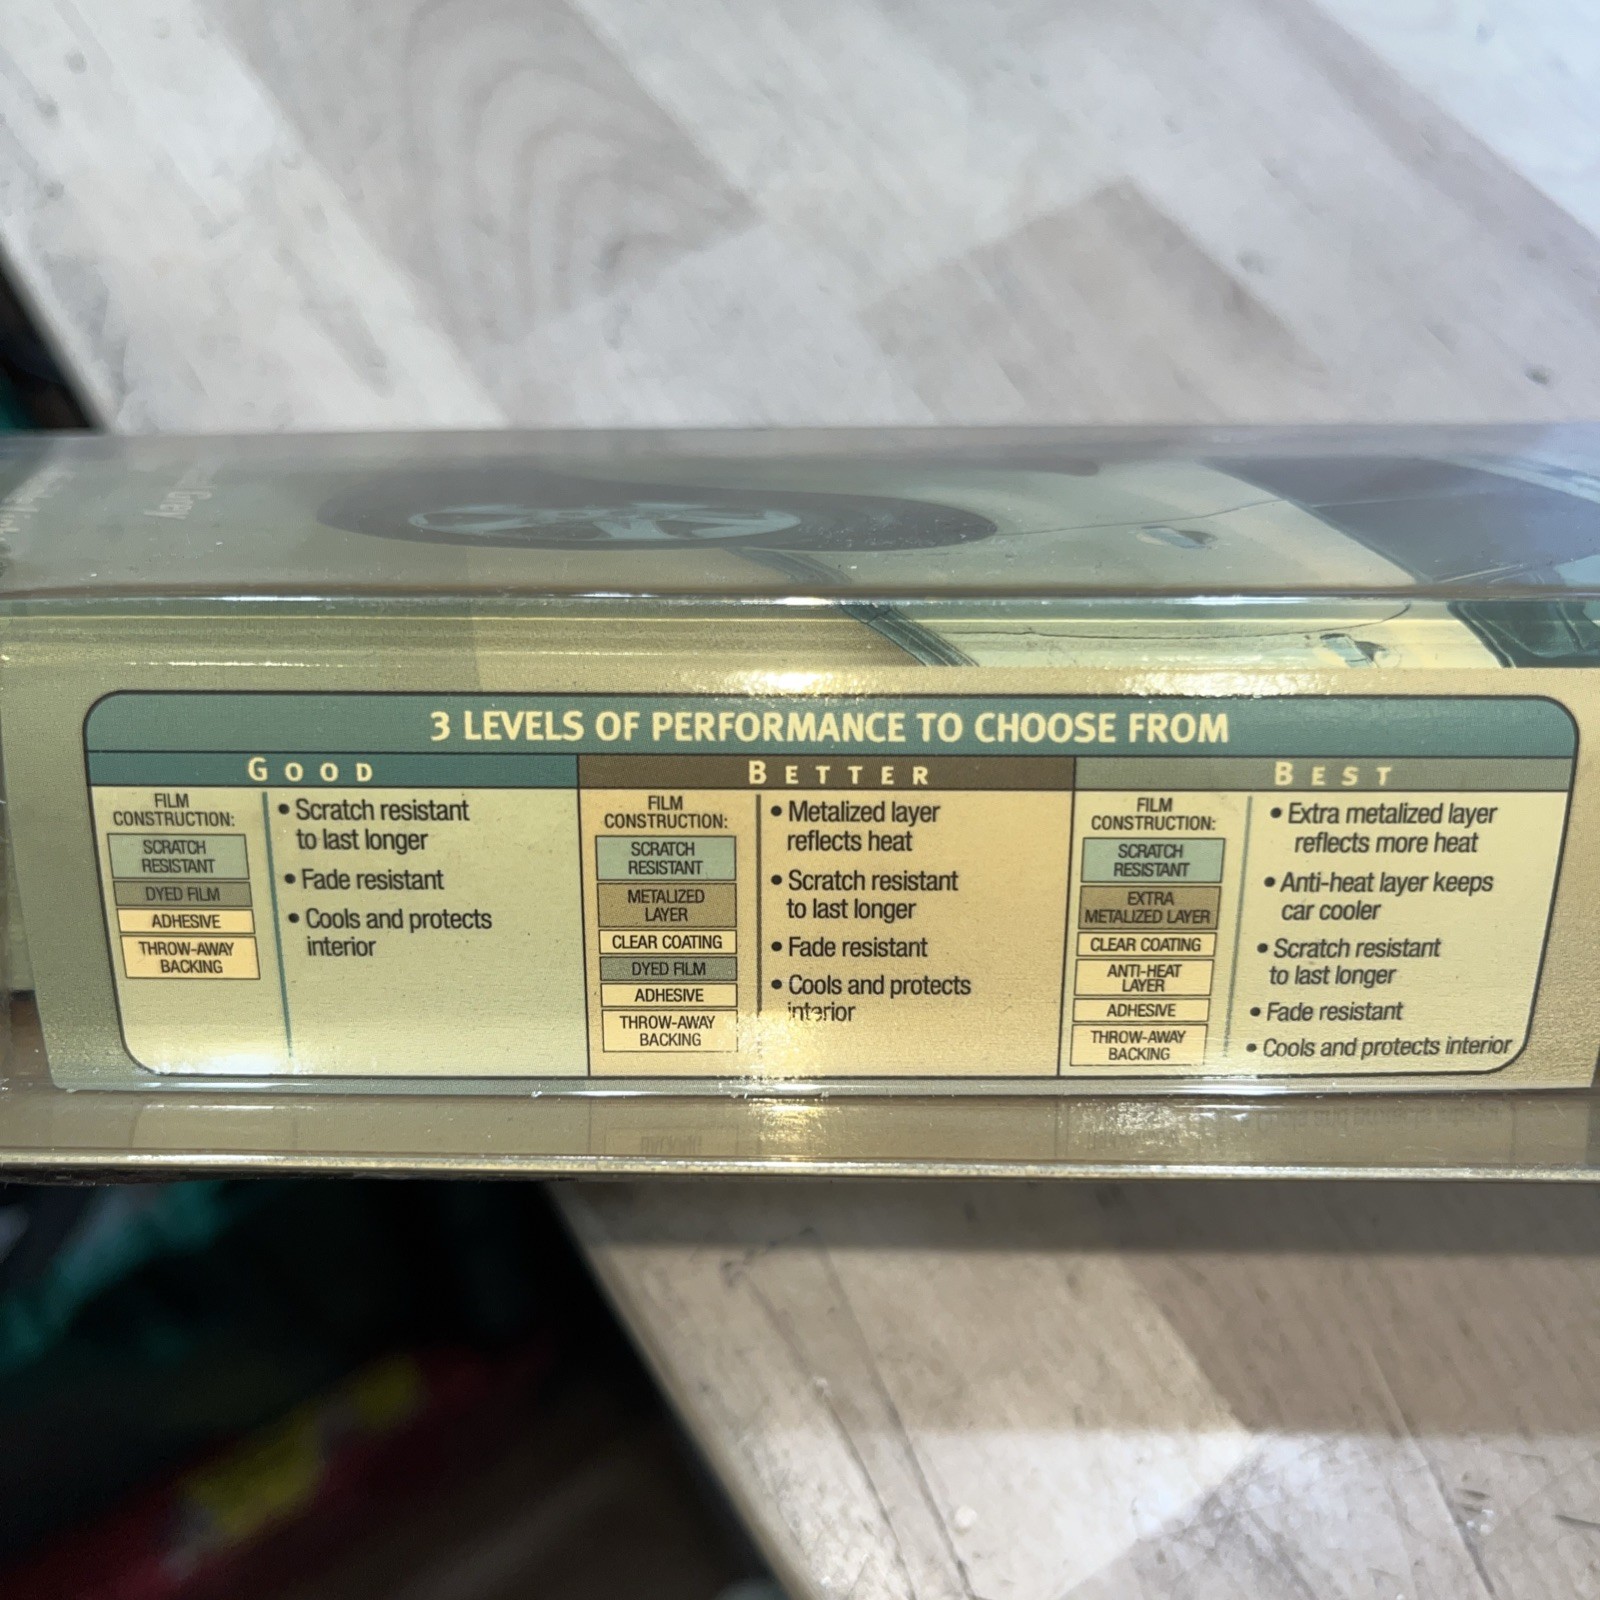 Grey
3 LEVELS OF PERFORMANCE TO CHOOSE FROM
GOOD
FILM
CONSTRUCTION:
SCRATCH
RESISTANT
DYED FILM
ADHESIVE
THROW-AWAY
BACKING
• Scratch resistant
to last longer
• Fade resistant
• Cools and protects
interior
BETTER
FILM
CONSTRUCTION:
SCRATCH
RESISTANT
METALIZED
LAYER
CLEAR COATING
DYED FILM
ADHESIVE
THROW-AWAY
BACKING
• Metalized layer
reflects heat
• Scratch resistant
to last longer
• Fade resistant
• Cools and protects
interior
BEST
FILM
CONSTRUCTION:
SCRATCH
RESISTANT
EXTRA
METALIZED LAYER
CLEAR COATING
ANTI-HEAT
LAYER
ADHESIVE
THROW-AWAY
BACKING
• Extra metalized layer
reflects more heat
• Anti-heat layer keeps
car cooler
• Scratch resistant
to last longer
• Fade resistant
• Cools and protects interior